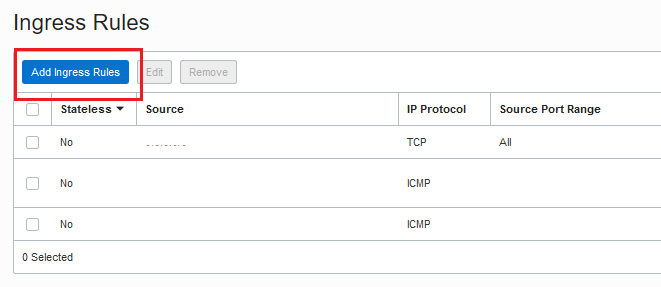 Ingress Rules
Add Ingress Rules Edit Remove
Stateless Source IP Protocol Source Port Range
No TCP All
No ICMP
No ICMP
0 Selected